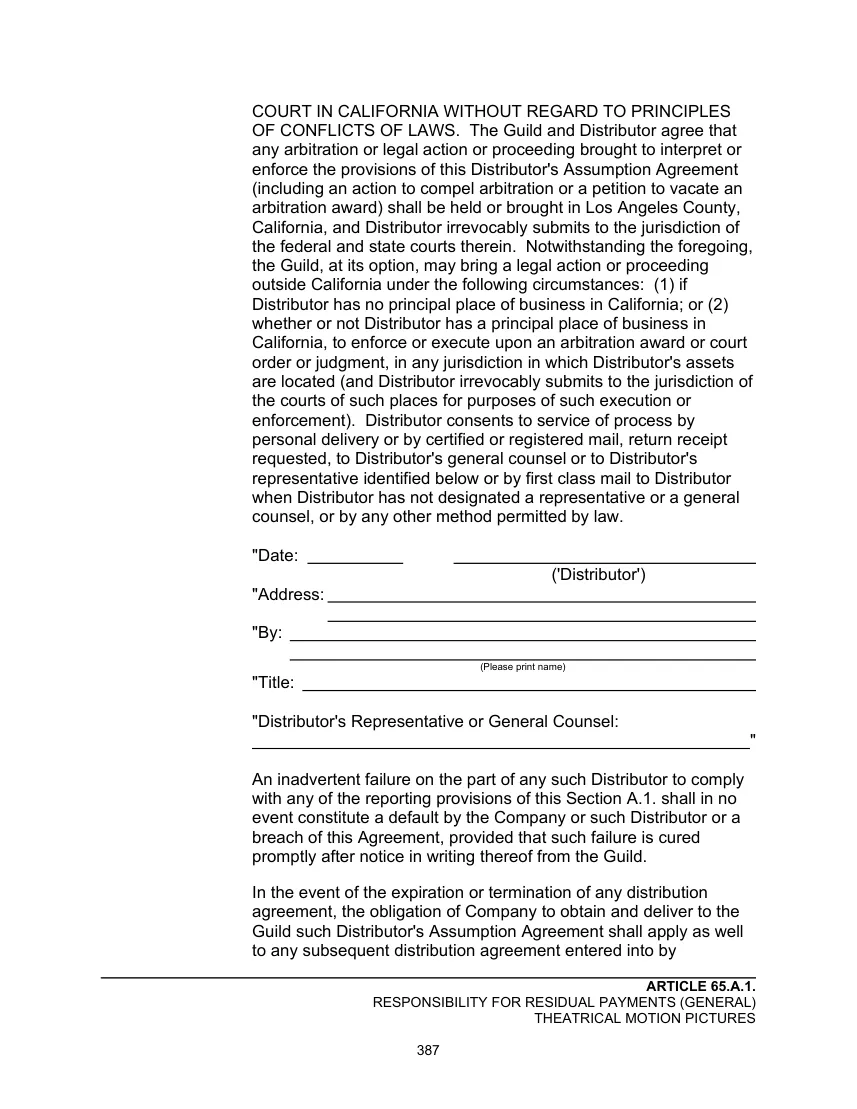 COURT IN CALIFORNIA WITHOUT REGARD TO PRINCIPLES
OF CONFLICTS OF LAWS.  The Guild and Distributor agree that
any arbitration or legal action or proceeding brought to interpret or
enforce the provisions of this Distributor's Assumption Agreement
(including an action to compel arbitration or a petition to vacate an
arbitration award) shall be held or brought in Los Angeles County,
California, and Distributor irrevocably submits to the jurisdiction of
the federal and state courts therein.  Notwithstanding the foregoing,
the Guild, at its option, may bring a legal action or proceeding
outside California under the following circumstances:  (1) if
Distributor has no principal place of business in California; or (2)
whether or not Distributor has a principal place of business in
California, to enforce or execute upon an arbitration award or court
order or judgment, in any jurisdiction in which Distributor's assets
are located (and Distributor irrevocably submits to the jurisdiction of
the courts of such places for purposes of such execution or
enforcement).  Distributor consents to service of process by
personal delivery or by certified or registered mail, return receipt
requested, to Distributor's general counsel or to Distributor's
representative identified below or by first class mail to Distributor
when Distributor has not designated a representative or a general
counsel, or by any other method permitted by law.
"Date:
('Distributor')
"Address:
"By:
(Please print name)
"Title:
"Distributor's Representative or General Counsel:
"
An inadvertent failure on the part of any such Distributor to comply
with any of the reporting provisions of this Section A.1. shall in no
event constitute a default by the Company or such Distributor or a
breach of this Agreement, provided that such failure is cured
promptly after notice in writing thereof from the Guild.
In the event of the expiration or termination of any distribution
agreement, the obligation of Company to obtain and deliver to the
Guild such Distributor's Assumption Agreement shall apply as well
to any subsequent distribution agreement entered into by
ARTICLE 65.A.1.
RESPONSIBILITY FOR RESIDUAL PAYMENTS (GENERAL)
THEATRICAL MOTION PICTURES
387